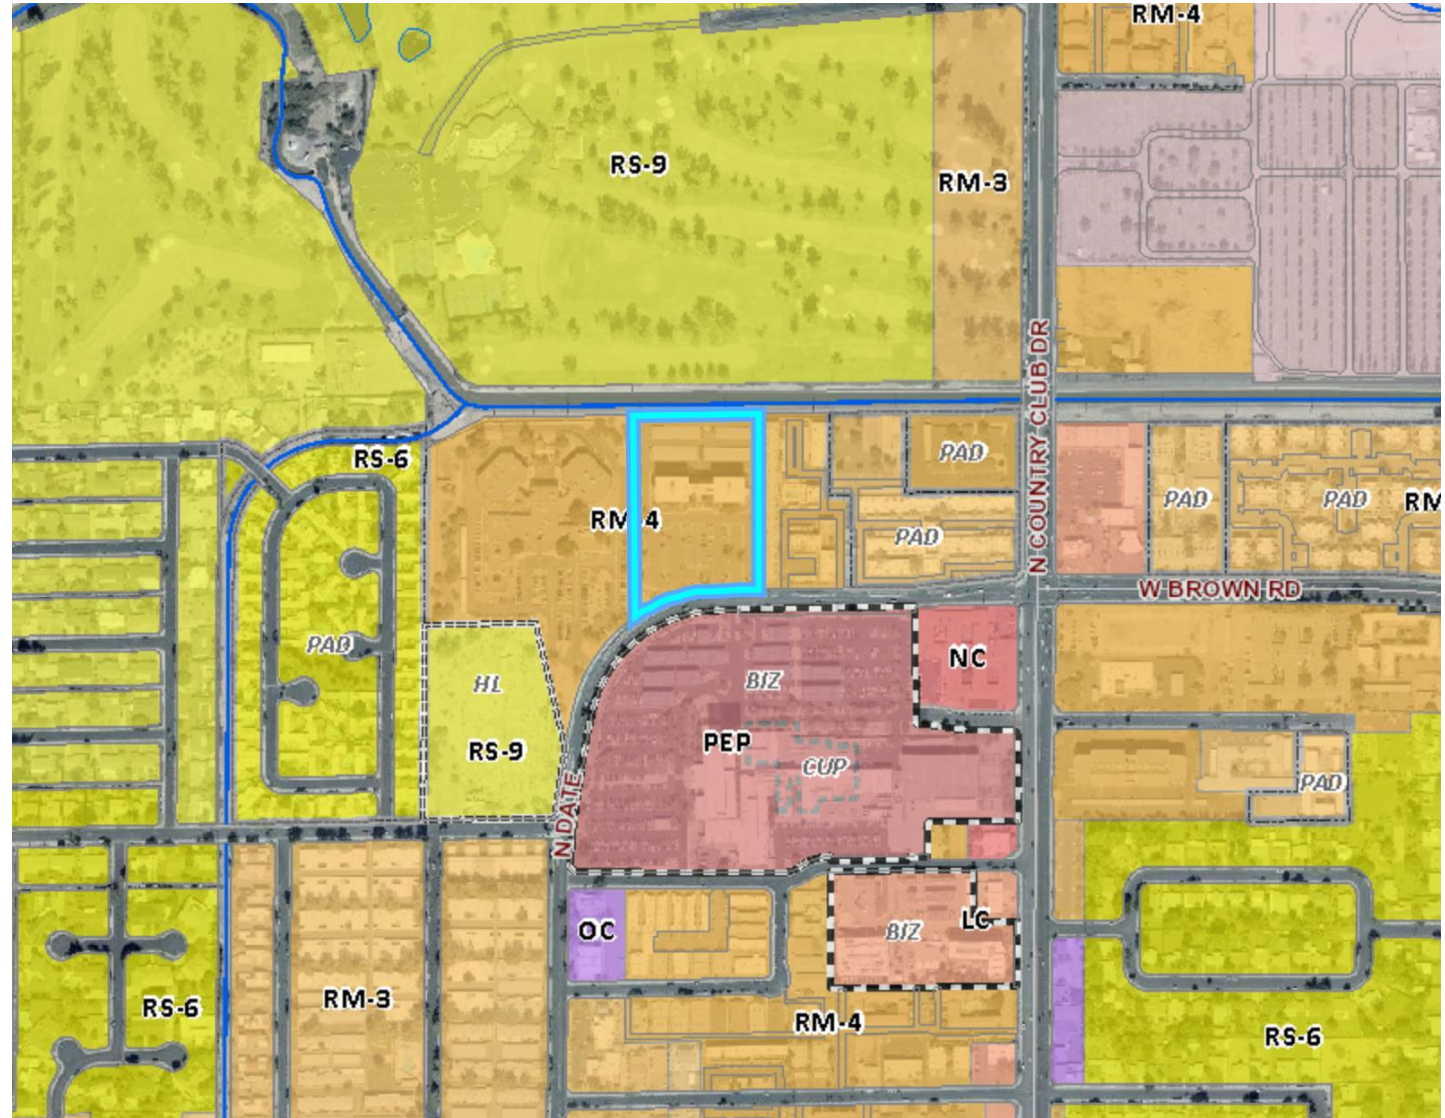 RM-4
RS-9
RM-3
N COUNTRY CLUB DR
RS-6
PAD
RM-4
PAD
PAD
PAD
RM
W BROWN RD
PAD
HL
RS-9
BIZ
NC
PEP
CUP
PAD
N DATE
OC
BIZ
LC
RS-6
RM-3
RM-4
RS-6